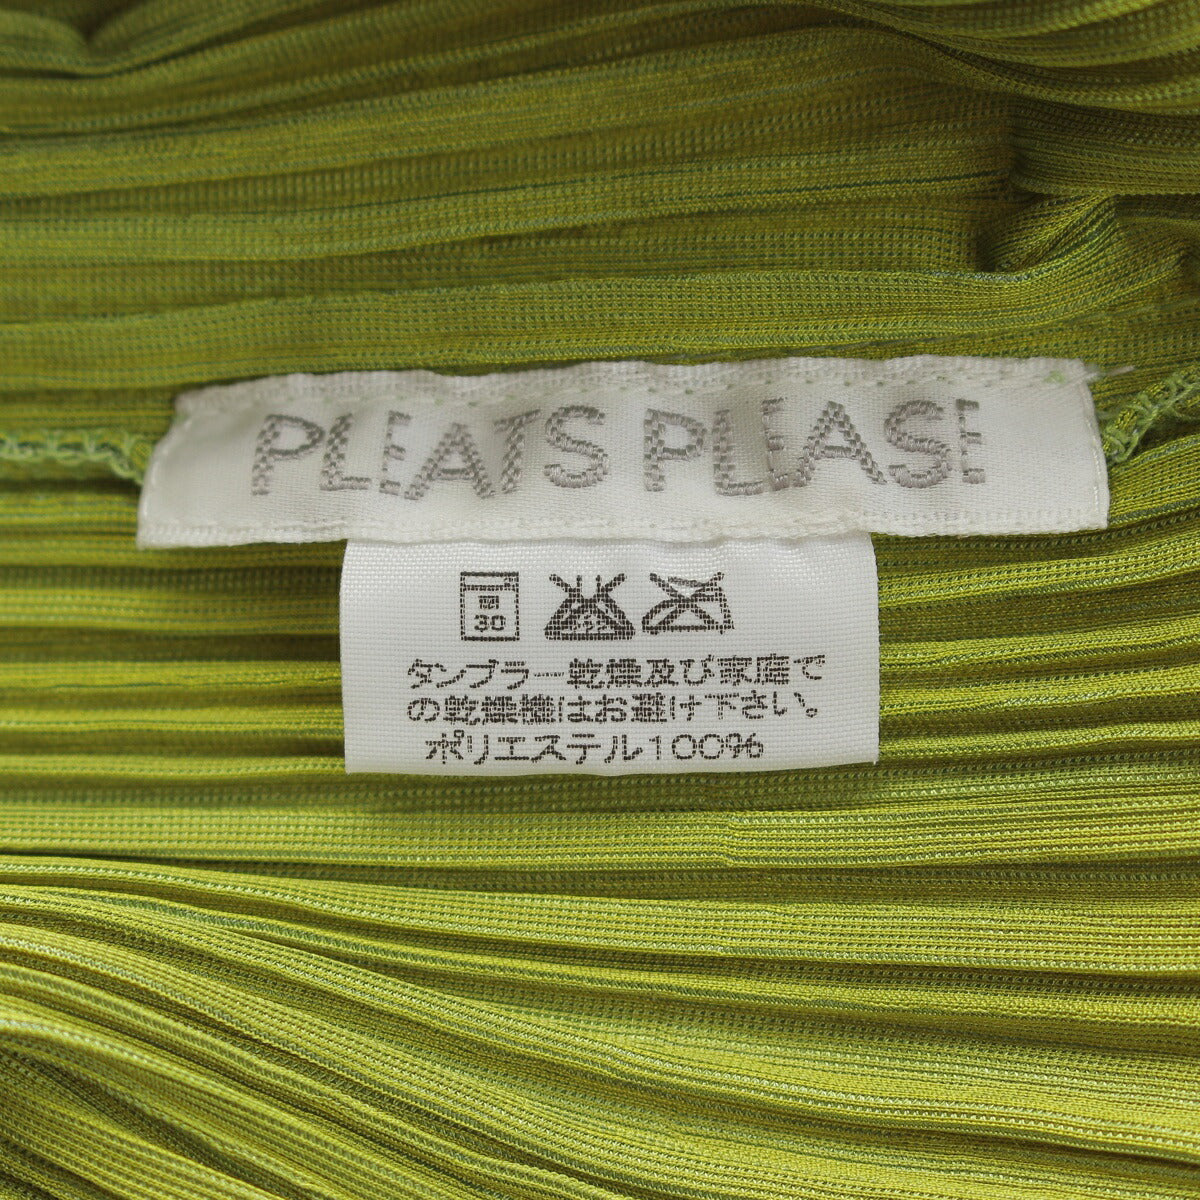 PLEATS PLEASE
30
タンブラー乾燥及び家庭で
の乾燥機はお避け下さい。
ポリエステル100%